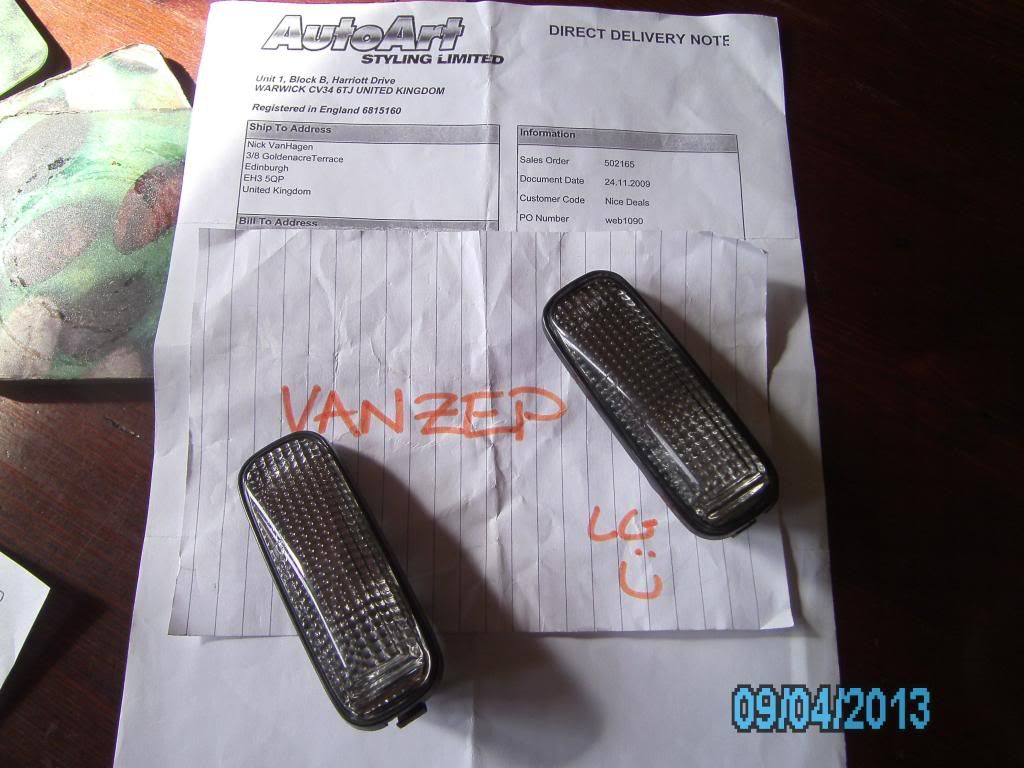 AutoArt
STYLING LIMITED
DIRECT DELIVERY NOTE
Unit 1, Block B, Harriott Drive
WARWICK CV34 6TJ UNITED KINGDOM
Registered in England 6815160
Ship To Address
Nick VanHagen
3/8 GoldenacreTerrace
Edinburgh
EH3 5QP
United Kingdom
Bill To Address
Information
Sales Order 502165
Document Date 24.11.2009
Customer Code Nice Deals
PO Number web1090
VANZEP
LG
09/04/2013